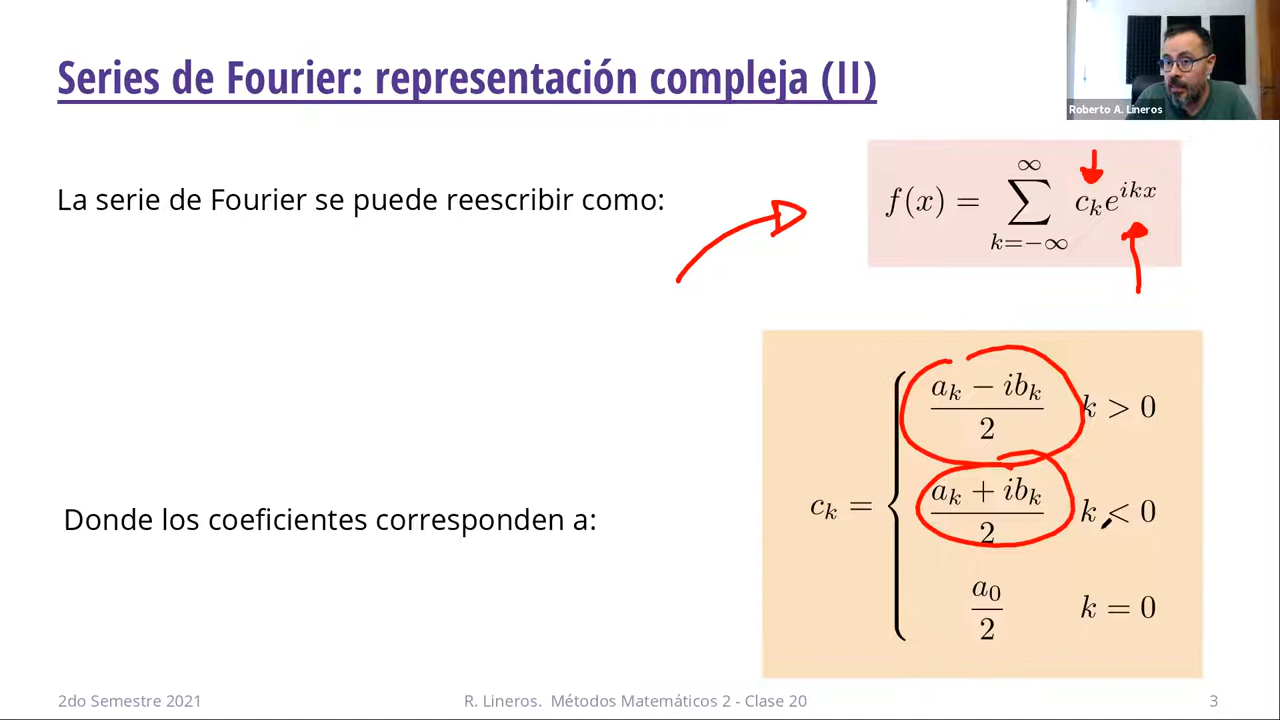 Series de Fourier: representación compleja (II)
Roberto A. Lineros
La serie de Fourier se puede reescribir como:
f(x) = ∑_{k=-∞}^{∞} c_k e^{ikx}
Donde los coeficientes corresponden a:
c_k = {
(a_k − ib_k)/2 k > 0
(a_k + ib_k)/2 k < 0
a_0/2 k = 0
2do Semestre 2021
R. Lineros. Métodos Matemáticos 2 - Clase 20
3